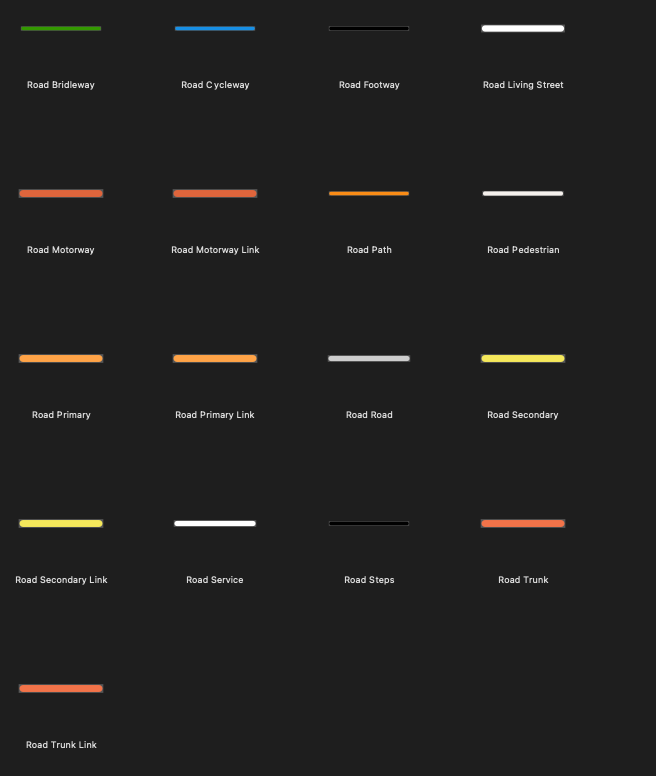 Road Bridleway
Road Cycleway
Road Footway
Road Living Street
Road Motorway
Road Motorway Link
Road Path
Road Pedestrian
Road Primary
Road Primary Link
Road Road
Road Secondary
Road Secondary Link
Road Service
Road Steps
Road Trunk
Road Trunk Link